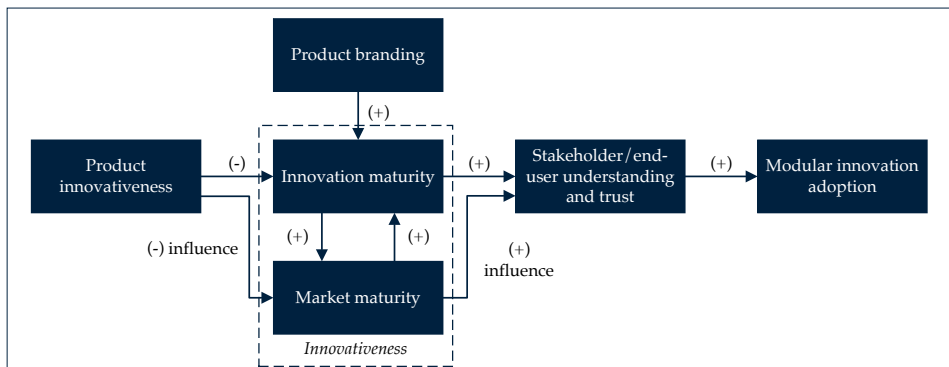 Product branding
(+)
Product
innovativeness
(-)
Innovation maturity
(+)
Stakeholder/end-
user understanding
and trust
(+)
Modular innovation
adoption
(+)
(+)
(-) influence
(+)
influence
Market maturity
Innovativeness